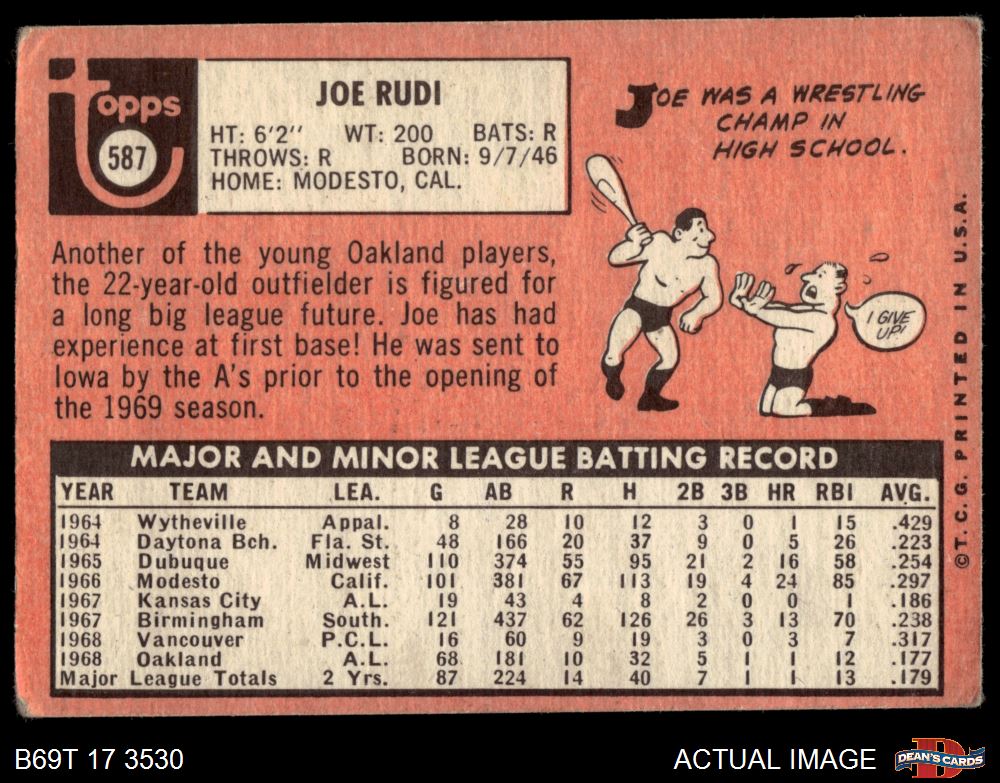 Topps
587
JOE RUDI
HT: 6'2" WT: 200 BATS: R
THROWS: R BORN: 9/7/46
HOME: MODESTO, CAL.
JOE WAS A WRESTLING
CHAMP IN
HIGH SCHOOL.
I GIVE
UP!
Another of the young Oakland players,
the 22-year-old outfielder is figured for
a long big league future. Joe has had
experience at first base! He was sent to
Iowa by the A's prior to the opening of
the 1969 season.
MAJOR AND MINOR LEAGUE BATTING RECORD
YEAR TEAM LEA. G AB R H 2B 3B HR RBI AVG.
1964 Wytheville Appal. 8 28 10 12 3 0 1 15 .429
1964 Daytona Bch. Fla. St. 48 166 20 37 9 0 5 26 .223
1965 Dubuque Midwest 110 374 55 95 21 2 16 58 .254
1966 Modesto Calif. 101 381 67 113 19 4 24 85 .297
1967 Kansas City A.L. 19 43 4 8 2 0 0 1 .186
1967 Birmingham South. 121 437 62 126 26 3 13 70 .238
1968 Vancouver P.C.L. 16 60 9 19 3 0 3 7 .317
1968 Oakland A.L. 68 181 10 32 5 1 1 12 .177
Major League Totals 2 Yrs. 87 224 14 40 7 1 1 13 .179
©T.C.G. PRINTED IN U.S.A.
B69T 17 3530
ACTUAL IMAGE
D
DEAN'S CARDS